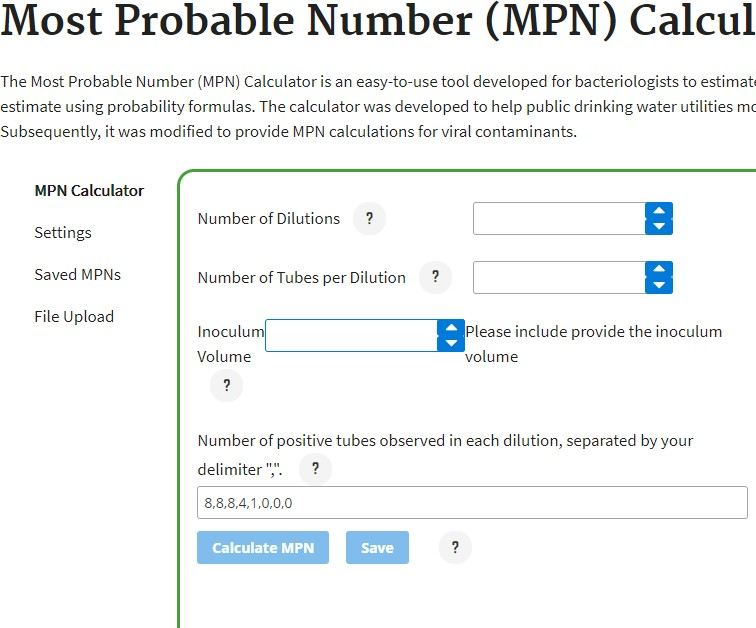 Most Probable Number (MPN) Calcul
The Most Probable Number (MPN) Calculator is an easy-to-use tool developed for bacteriologists to estimate
estimate using probability formulas. The calculator was developed to help public drinking water utilities mo
Subsequently, it was modified to provide MPN calculations for viral contaminants.
MPN Calculator
Settings
Saved MPNs
File Upload
Number of Dilutions ?
Number of Tubes per Dilution ?
Inoculum Please include provide the inoculum
Volume volume
?
Number of positive tubes observed in each dilution, separated by your
delimiter ",". ?
8,8,8,4,1,0,0,0
Calculate MPN Save ?